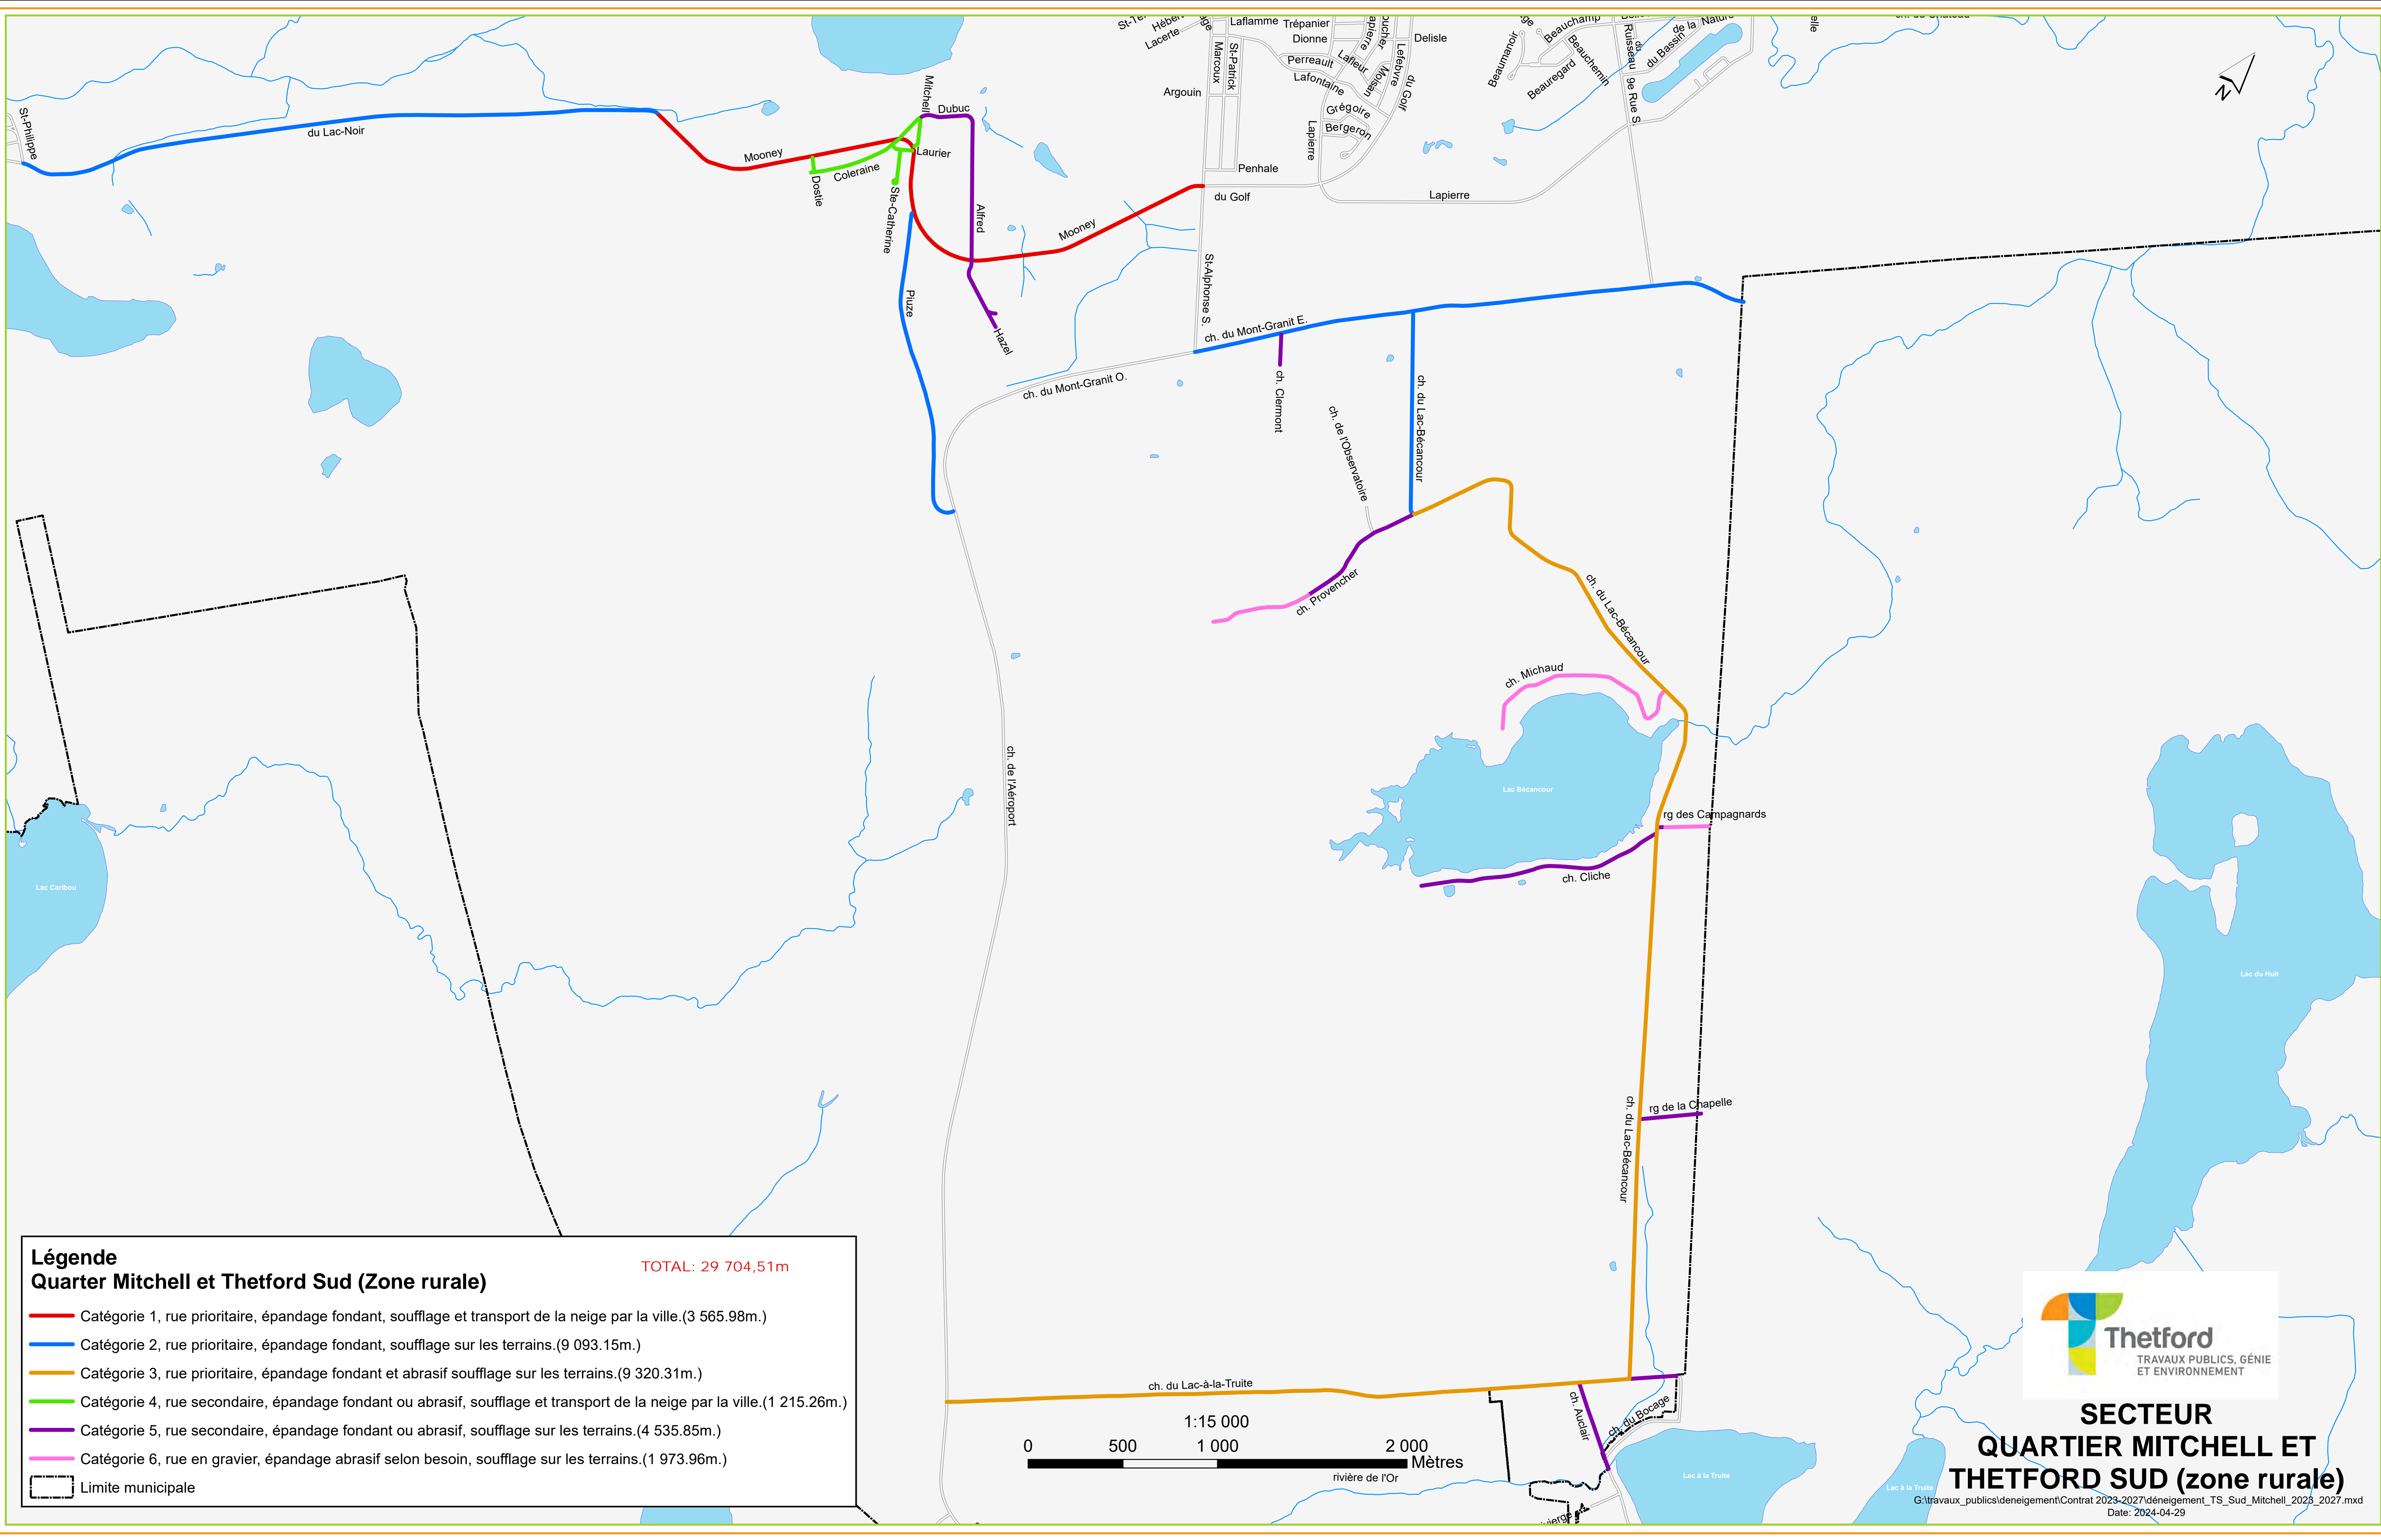 Laflamme
Trépanier
Hébert
Lacerte
Dionne
Delisle
Marcoux
St-Patrick
Perreault
Lafleur
Moisan
Lefebvre
du Golf
Lafontaine
Argouin
Grégoire
Bergeron
Lapierre
Penhale
du Golf
Lapierre
Beaumanoir
Beauchamp
Beauchemin
Beauregard
Ruisseau
du
9e Rue S.
de la Nature
du Bassin
N
St-Philippe
du Lac-Noir
Mooney
Mitchell
Dubuc
Laurier
Coleraine
Dostie
Ste-Catherine
Alfred
Mooney
Piuze
Hazel
St-Alphonse S.
ch. du Mont-Granit E.
ch. du Mont-Granit O.
ch. Clermont
ch. de l'Observatoire
ch. du Lac-Bécancour
ch. Provencher
ch. du Lac-Bécancour
ch. Michaud
Lac Bécancour
rg des Campagnards
ch. Cliche
ch. de l'Aéroport
Lac Caribou
Lac du Huit
rg de la Chapelle
ch. du Lac-Bécancour
ch. du Lac-à-la-Truite
ch. Auclair
ch. du Bocage
Lac à la Truite
Lac à la Truite
rivière de l'Or
1:15 000
0 500 1 000 2 000
Mètres
Légende
TOTAL: 29 704,51m
Quarter Mitchell et Thetford Sud (Zone rurale)
Catégorie 1, rue prioritaire, épandage fondant, soufflage et transport de la neige par la ville.(3 565.98m.)
Catégorie 2, rue prioritaire, épandage fondant, soufflage sur les terrains.(9 093.15m.)
Catégorie 3, rue prioritaire, épandage fondant et abrasif soufflage sur les terrains.(9 320.31m.)
Catégorie 4, rue secondaire, épandage fondant ou abrasif, soufflage et transport de la neige par la ville.(1 215.26m.)
Catégorie 5, rue secondaire, épandage fondant ou abrasif, soufflage sur les terrains.(4 535.85m.)
Catégorie 6, rue en gravier, épandage abrasif selon besoin, soufflage sur les terrains.(1 973.96m.)
Limite municipale
Thetford
TRAVAUX PUBLICS, GÉNIE
ET ENVIRONNEMENT
SECTEUR
QUARTIER MITCHELL ET
THETFORD SUD (zone rurale)
G:\travaux_publics\deneigement\Contrat 2023-2027\déneigement_TS_Sud_Mitchell_2023_2027.mxd
Date: 2024-04-29